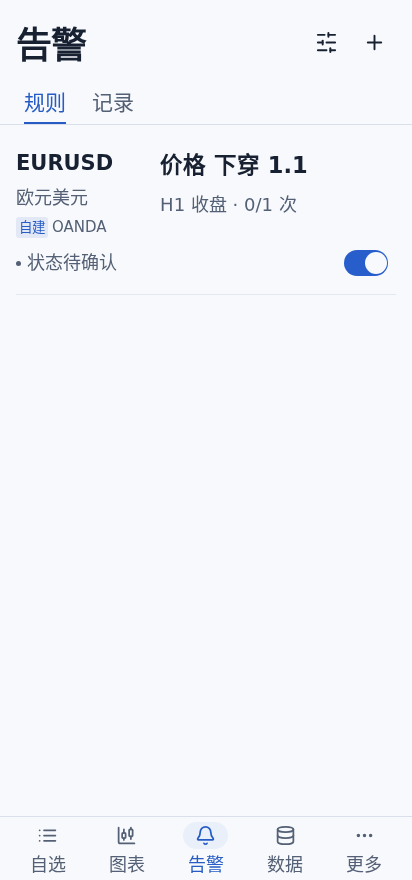 告警
规则 记录
EURUSD
价格 下穿 1.1
欧元美元
H1 收盘 · 0/1 次
自建 OANDA
• 状态待确认
自选 图表 告警 数据 更多